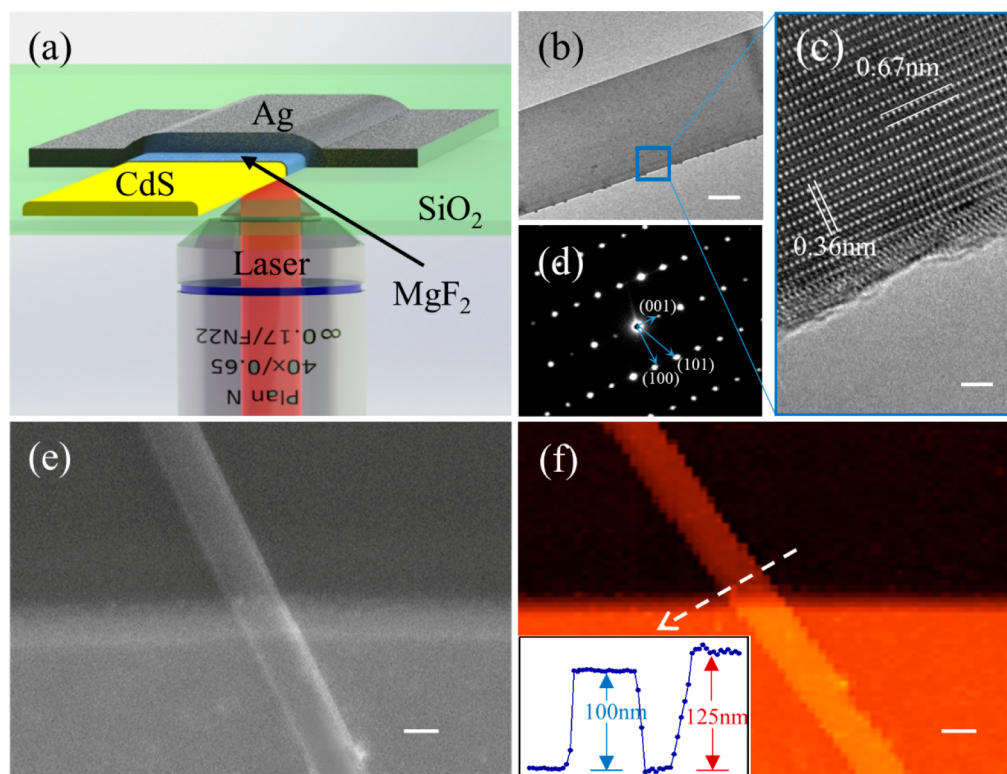 (a)
Ag
CdS
SiO₂
Laser
MgF₂
∞0.17/FN22
40x/0.65
Plan N
(b)
(c)
0.67nm
0.36nm
(d)
(001)
(101)
(100)
(e)
(f)
100nm
125nm